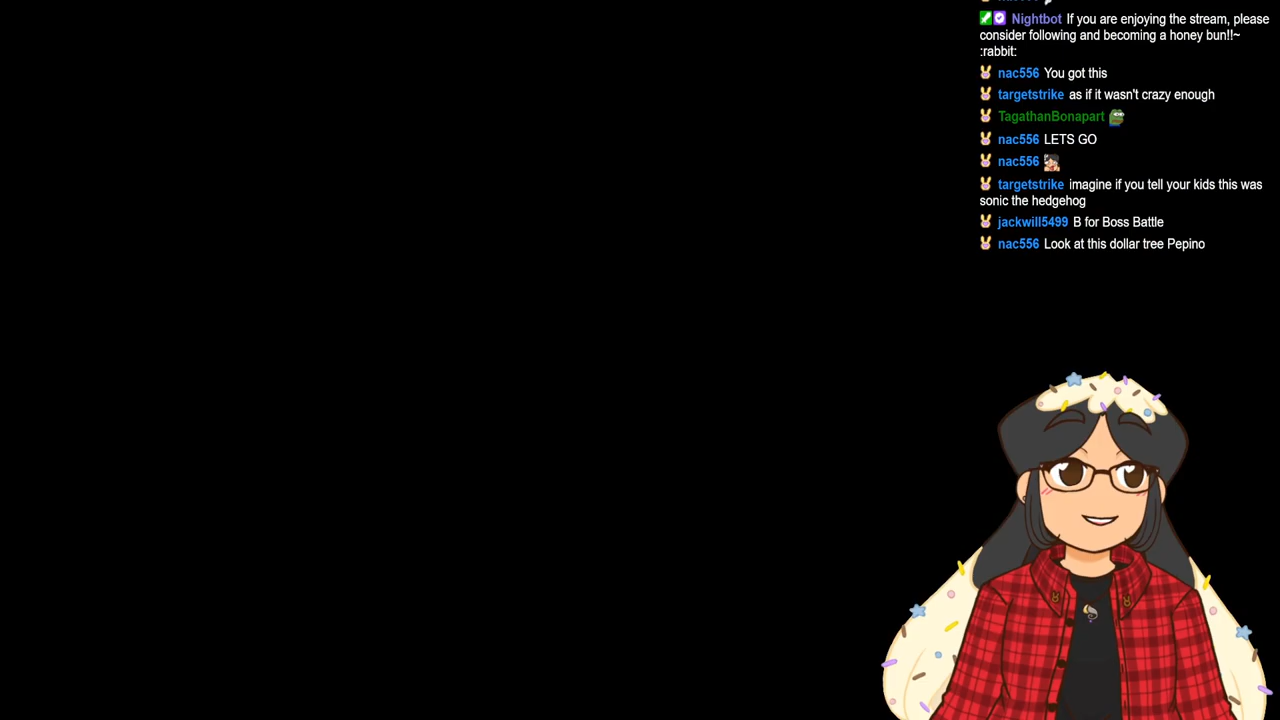 Nightbot If you are enjoying the stream, please
consider following and becoming a honey bun!!~
:rabbit:
nac556 You got this
targetstrike as if it wasn't crazy enough
TagathanBonapart
nac556 LETS GO
nac556
targetstrike imagine if you tell your kids this was
sonic the hedgehog
jackwill5499 B for Boss Battle
nac556 Look at this dollar tree Pepino